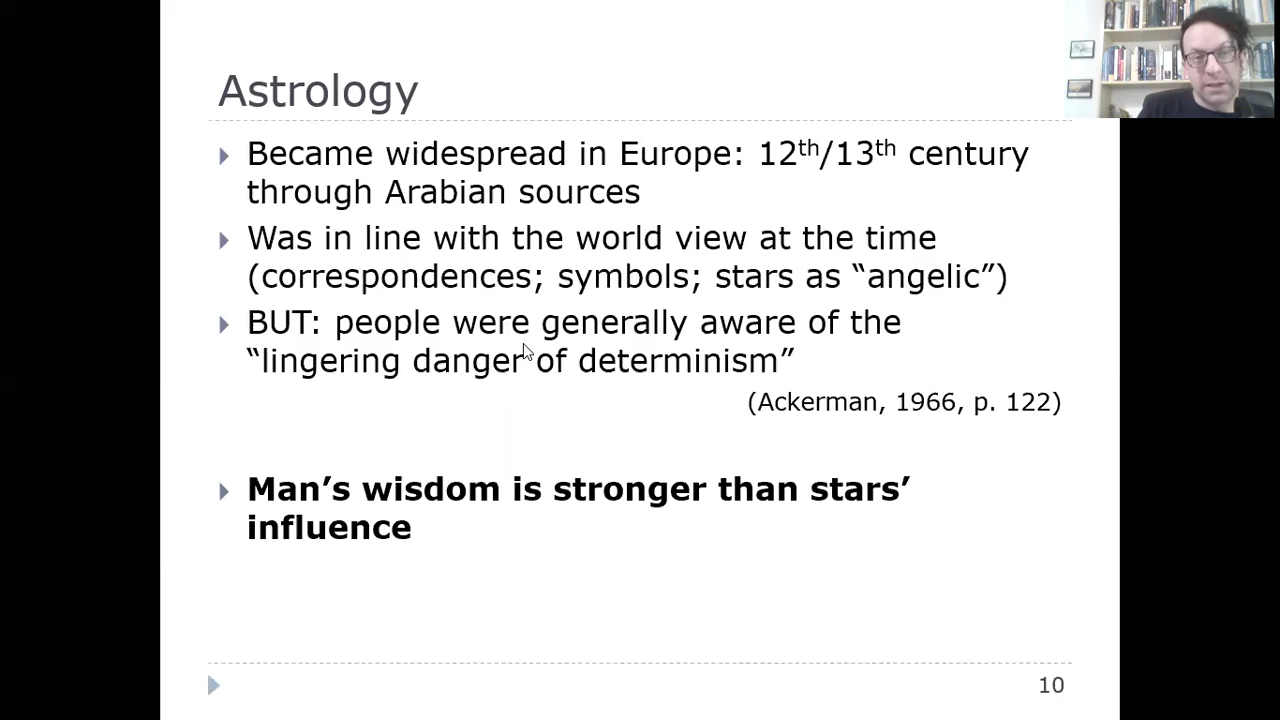 Astrology
Became widespread in Europe: 12th/13th century
through Arabian sources
Was in line with the world view at the time
(correspondences; symbols; stars as “angelic”)
BUT: people were generally aware of the
“lingering danger of determinism”
(Ackerman, 1966, p. 122)
Man’s wisdom is stronger than stars’
influence
10